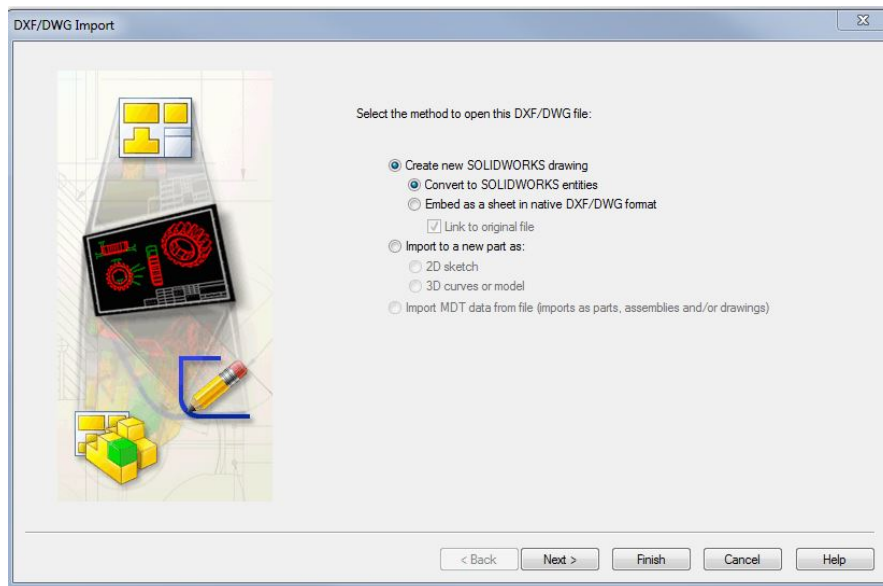 DXF/DWG Import
Select the method to open this DXF/DWG file:
Create new SOLIDWORKS drawing
Convert to SOLIDWORKS entities
Embed as a sheet in native DXF/DWG format
Link to original file
Import to a new part as:
2D sketch
3D curves or model
Import MDT data from file (imports as parts, assemblies and/or drawings)
< Back Next > Finish Cancel Help